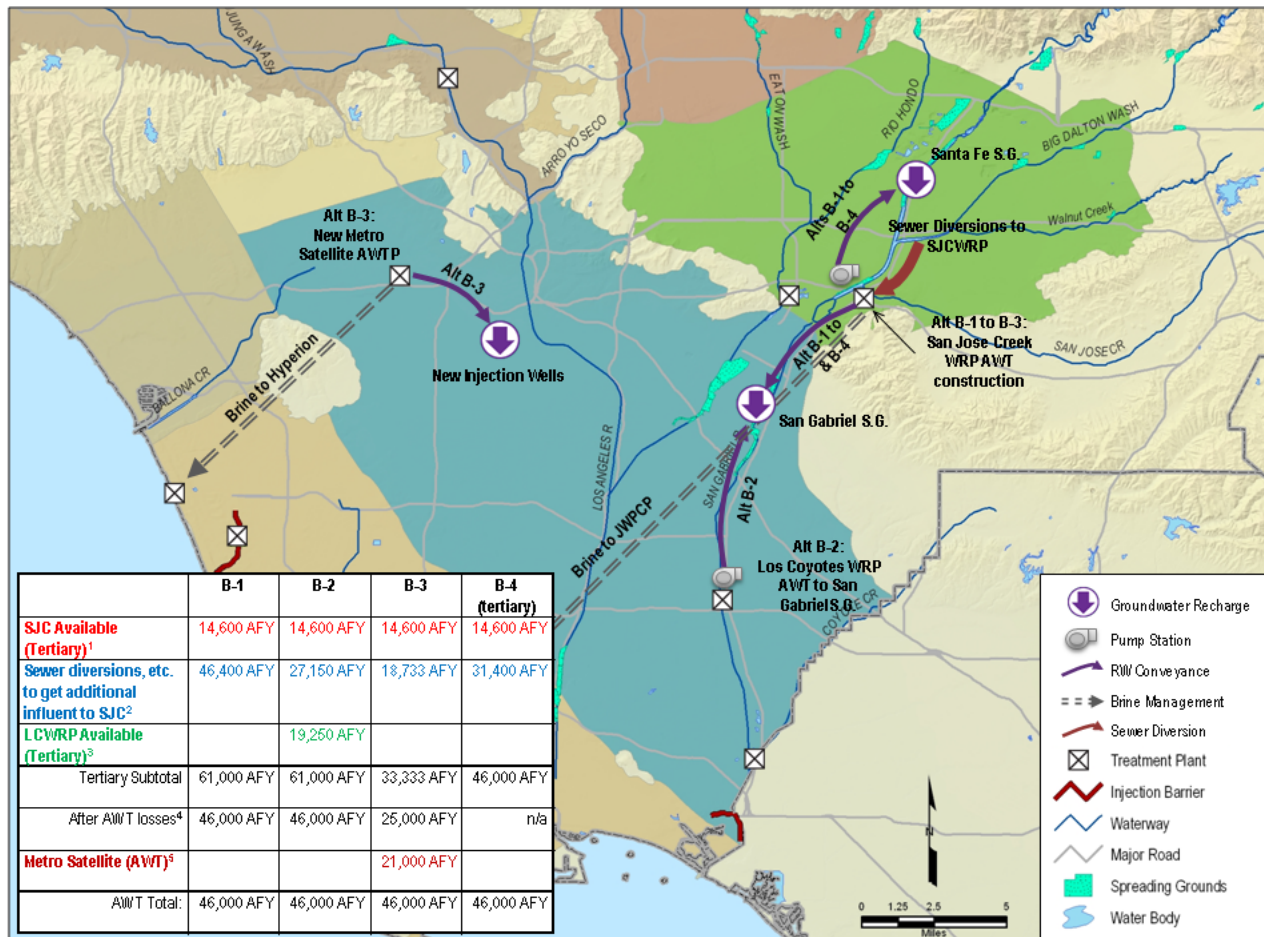 JUNGA WASH
ARROYO SECO
EATON WASH
RIO HONDO
BIG DALTON WASH
Santa Fe S.G.
Alts B-1 to
B-4
Sewer Diversions to
SJCWRP
Walnut Creek
Alt B-3:
New Metro
Satellite AWTP
Alt B-3
New Injection Wells
Alt B-1 to B-3:
San Jose Creek
WRP AWT
construction
SAN JOSE CR
Alt B-1 to
& B-4
San Gabriel S.G.
BALLONA CR
Brine to Hyperion
LOS ANGELES R
SAN GABRIEL R
Alt B-2
Brine to JWPCP
Alt B-2:
Los Coyotes WRP
AWT to San
Gabriel S.G.
COYOTE CR
B-1 B-2 B-3 B-4
(tertiary)
SJC Available
(Tertiary)1 14,600 AFY 14,600 AFY 14,600 AFY 14,600 AFY
Sewer diversions, etc. 46,400 AFY 27,150 AFY 18,733 AFY 31,400 AFY
to get additional
influent to SJC2
LCWRP Available 19,250 AFY
(Tertiary)3
Tertiary Subtotal 61,000 AFY 61,000 AFY 33,333 AFY 46,000 AFY
After AWT losses4 46,000 AFY 46,000 AFY 25,000 AFY n/a
Metro Satellite (AWT)5 21,000 AFY
AWT Total: 46,000 AFY 46,000 AFY 46,000 AFY 46,000 AFY
N
0 1.25 2.5 5
Miles
Groundwater Recharge
Pump Station
RW Conveyance
Brine Management
Sewer Diversion
Treatment Plant
Injection Barrier
Waterway
Major Road
Spreading Grounds
Water Body